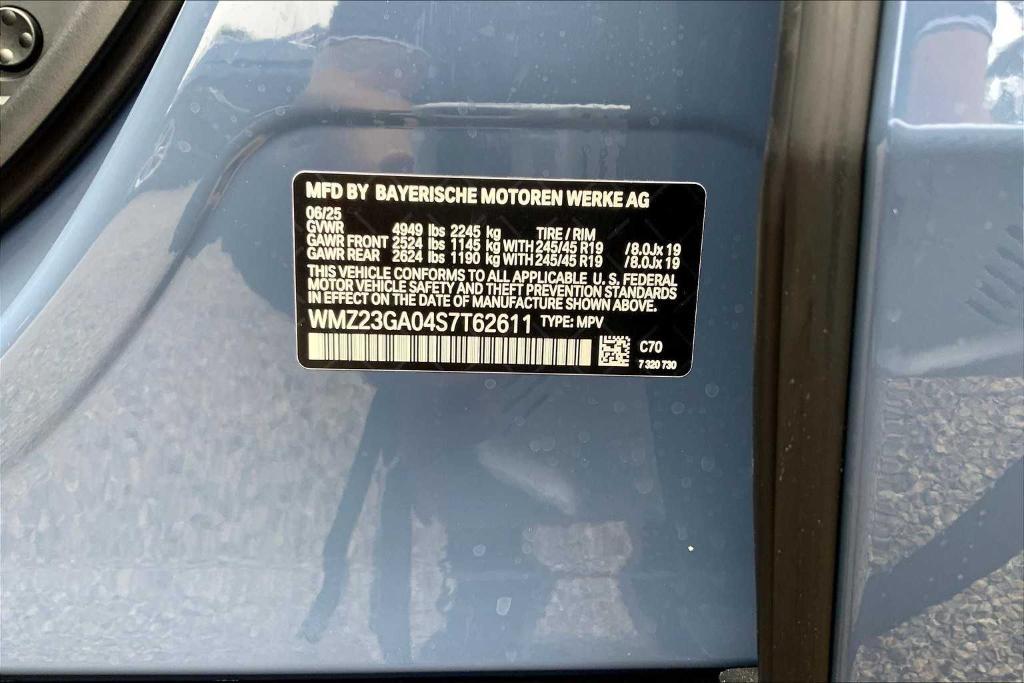 MFD BY BAYERISCHE MOTOREN WERKE AG
06/25
GVWR 4949 lbs 2245 kg TIRE / RIM
GAWR FRONT 2524 lbs 1145 kg WITH 245/45 R19 /8.0Jx 19
GAWR REAR 2624 lbs 1190 kg WITH 245/45 R19 /8.0Jx 19
THIS VEHICLE CONFORMS TO ALL APPLICABLE U. S. FEDERAL
MOTOR VEHICLE SAFETY AND THEFT PREVENTION STANDARDS
IN EFFECT ON THE DATE OF MANUFACTURE SHOWN ABOVE.
WMZ23GA04S7T62611 TYPE: MPV
C70
7 320 730